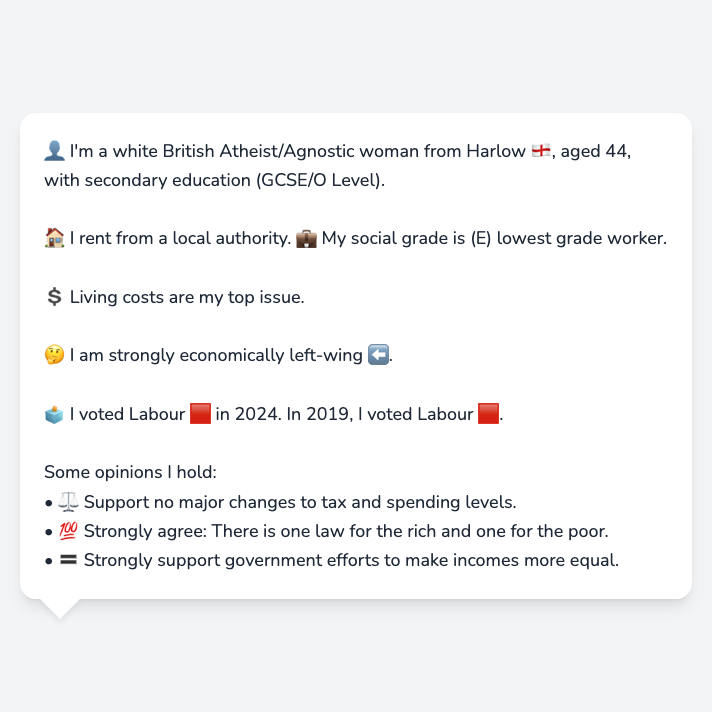 👤 I'm a white British Atheist/Agnostic woman from Harlow 🏴󠁧󠁢󠁥󠁮󠁧󠁿, aged 44,
with secondary education (GCSE/O Level).
🏠 I rent from a local authority. 💼 My social grade is (E) lowest grade worker.
💲 Living costs are my top issue.
🤔 I am strongly economically left-wing ⬅️.
🗳️ I voted Labour 🟥 in 2024. In 2019, I voted Labour 🟥.
Some opinions I hold:
• ⚖️ Support no major changes to tax and spending levels.
• 💯 Strongly agree: There is one law for the rich and one for the poor.
• 🟰 Strongly support government efforts to make incomes more equal.